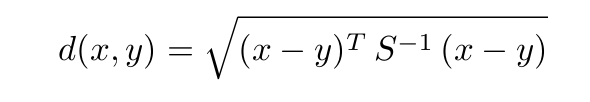 d(x, y) = √((x − y)ᵀ S⁻¹ (x − y))